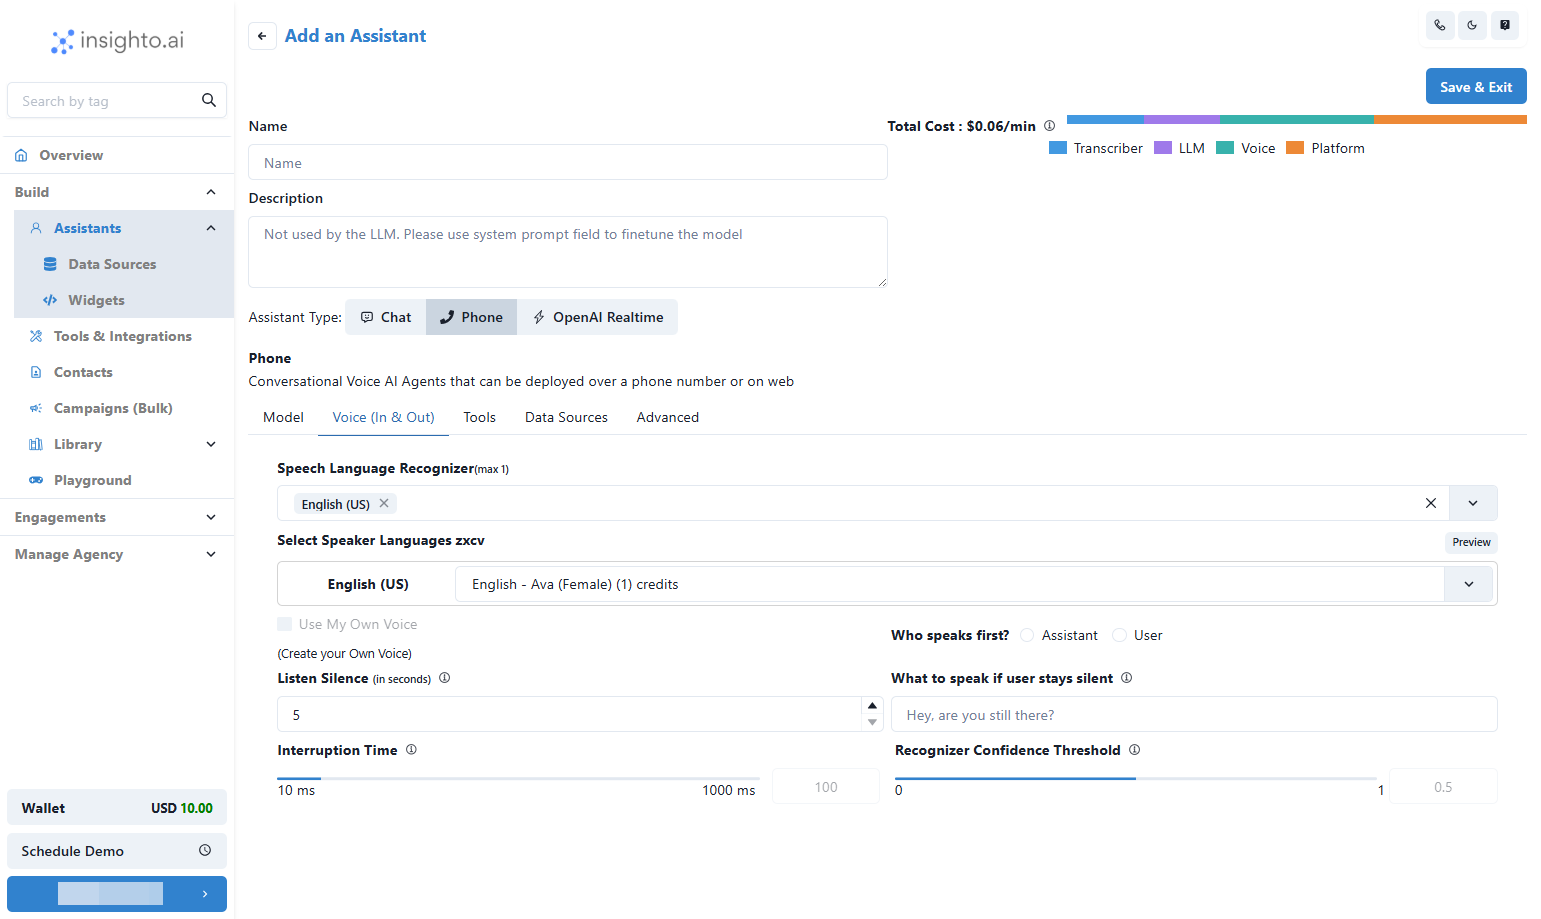 insighto.ai
Search by tag
Overview
Build
Assistants
Data Sources
Widgets
Tools & Integrations
Contacts
Campaigns (Bulk)
Library
Playground
Engagements
Manage Agency
Wallet USD 10.00
Schedule Demo
Add an Assistant
Save & Exit
Name
Name
Total Cost : $0.06/min
Transcriber LLM Voice Platform
Description
Not used by the LLM. Please use system prompt field to finetune the model
Assistant Type: Chat Phone OpenAI Realtime
Phone
Conversational Voice AI Agents that can be deployed over a phone number or on web
Model Voice (In & Out) Tools Data Sources Advanced
Speech Language Recognizer(max 1)
English (US)
Select Speaker Languages zxcv
Preview
English (US) English - Ava (Female) (1) credits
Use My Own Voice
(Create your Own Voice)
Who speaks first? Assistant User
Listen Silence (in seconds)
5
What to speak if user stays silent
Hey, are you still there?
Interruption Time
10 ms 1000 ms 100
Recognizer Confidence Threshold
0 1 0.5